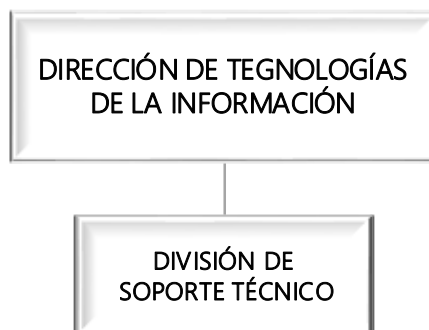 DIRECCIÓN DE TEGNOLOGÍAS
DE LA INFORMACIÓN
DIVISIÓN DE
SOPORTE TÉCNICO